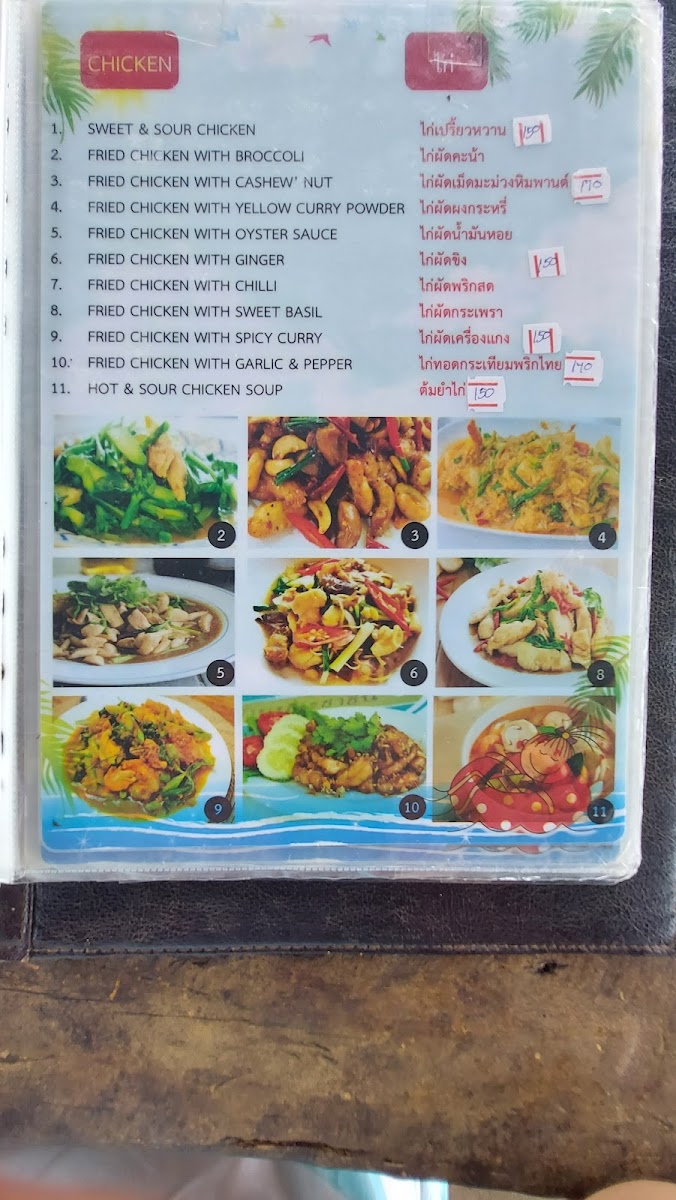 CHICKEN ไก่
1. SWEET & SOUR CHICKEN ไก่เปรี้ยวหวาน 150
2. FRIED CHICKEN WITH BROCCOLI ไก่ผัดคะน้า
3. FRIED CHICKEN WITH CASHEW' NUT ไก่ผัดเม็ดมะม่วงหิมพานต์ 170
4. FRIED CHICKEN WITH YELLOW CURRY POWDER ไก่ผัดผงกระหรี่
5. FRIED CHICKEN WITH OYSTER SAUCE ไก่ผัดน้ำมันหอย
6. FRIED CHICKEN WITH GINGER ไก่ผัดขิง 150
7. FRIED CHICKEN WITH CHILLI ไก่ผัดพริกสด
8. FRIED CHICKEN WITH SWEET BASIL ไก่ผัดกระเพรา
9. FRIED CHICKEN WITH SPICY CURRY ไก่ผัดเครื่องแกง 150
10. FRIED CHICKEN WITH GARLIC & PEPPER ไก่ทอดกระเทียมพริกไทย 170
11. HOT & SOUR CHICKEN SOUP ต้มยำไก่ 150
2 3 4
5 6 8
9 10 11